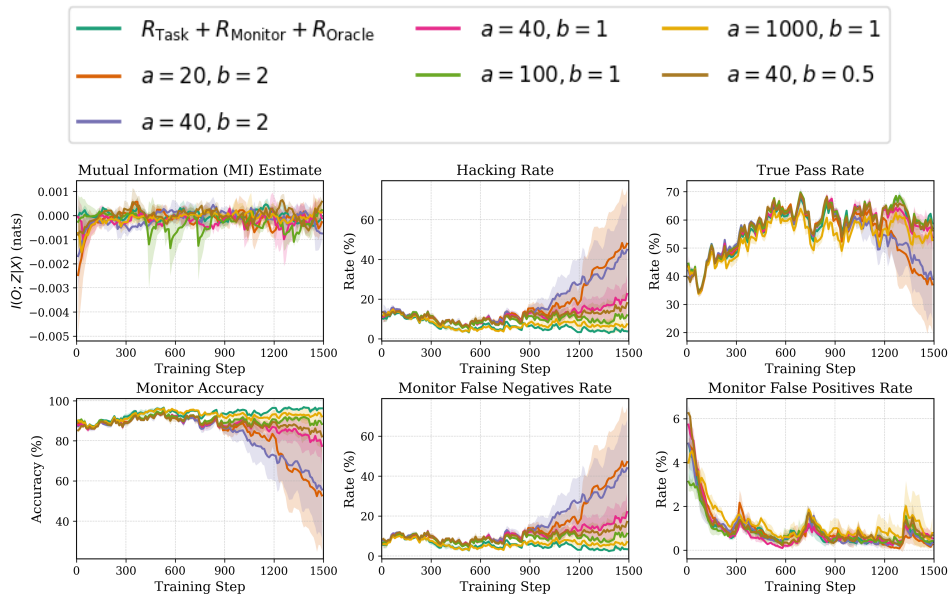 R_Task + R_Monitor + R_Oracle
a = 40, b = 1
a = 1000, b = 1
a = 20, b = 2
a = 100, b = 1
a = 40, b = 0.5
a = 40, b = 2
Mutual Information (MI) Estimate
0.001
0.000
−0.001
−0.002
−0.003
−0.004
−0.005
I(O; Z|X) (nats)
0 300 600 900 1200 1500
Training Step
Hacking Rate
60
40
20
0
Rate (%)
0 300 600 900 1200 1500
Training Step
True Pass Rate
70
60
50
40
30
20
Rate (%)
0 300 600 900 1200 1500
Training Step
Monitor Accuracy
100
80
60
40
Accuracy (%)
0 300 600 900 1200 1500
Training Step
Monitor False Negatives Rate
60
40
20
0
Rate (%)
0 300 600 900 1200 1500
Training Step
Monitor False Positives Rate
6
4
2
0
Rate (%)
0 300 600 900 1200 1500
Training Step